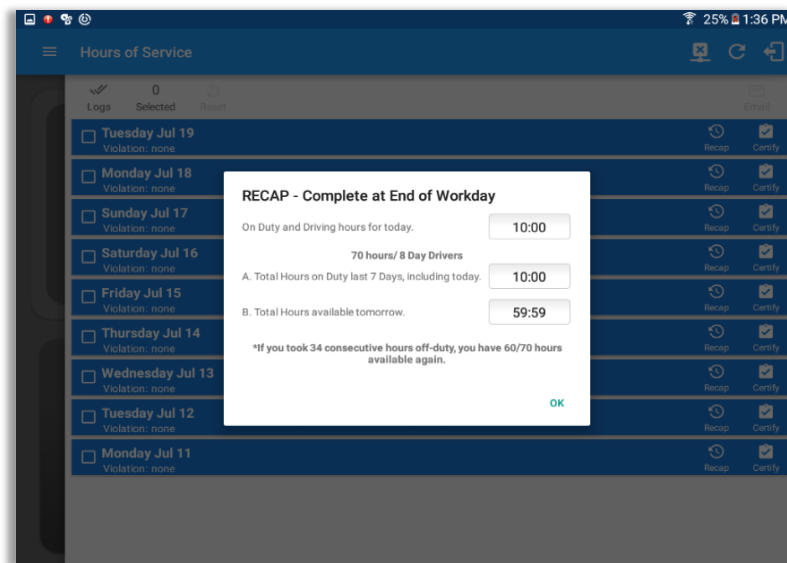 25% 1:36 PM
Hours of Service
0
Logs Selected Reset Email
Tuesday Jul 19
Violation: none
Recap Certify
Monday Jul 18
Violation: none
Recap Certify
Sunday Jul 17
Violation: none
Recap Certify
Saturday Jul 16
Violation: none
Recap Certify
Friday Jul 15
Violation: none
Recap Certify
Thursday Jul 14
Violation: none
Recap Certify
Wednesday Jul 13
Violation: none
Recap Certify
Tuesday Jul 12
Violation: none
Recap Certify
Monday Jul 11
Violation: none
Recap Certify
RECAP - Complete at End of Workday
On Duty and Driving hours for today. 10:00
70 hours/ 8 Day Drivers
A. Total Hours on Duty last 7 Days, including today. 10:00
B. Total Hours available tomorrow. 59:59
*If you took 34 consecutive hours off-duty, you have 60/70 hours
available again.
OK